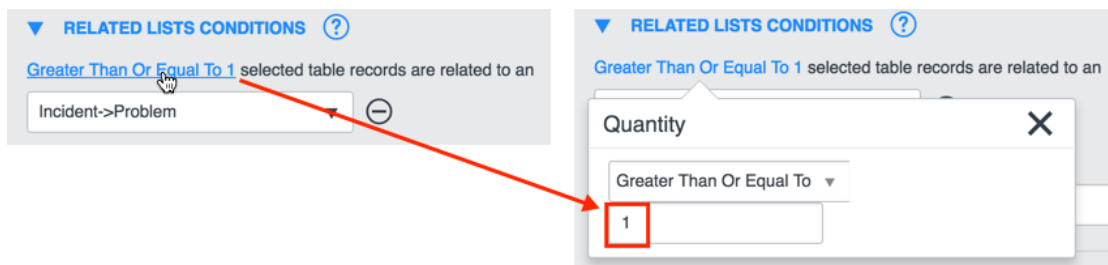 RELATED LISTS CONDITIONS ?
Greater Than Or Equal To 1 selected table records are related to an
Incident->Problem
RELATED LISTS CONDITIONS ?
Greater Than Or Equal To 1 selected table records are related to an
Quantity
Greater Than Or Equal To
1